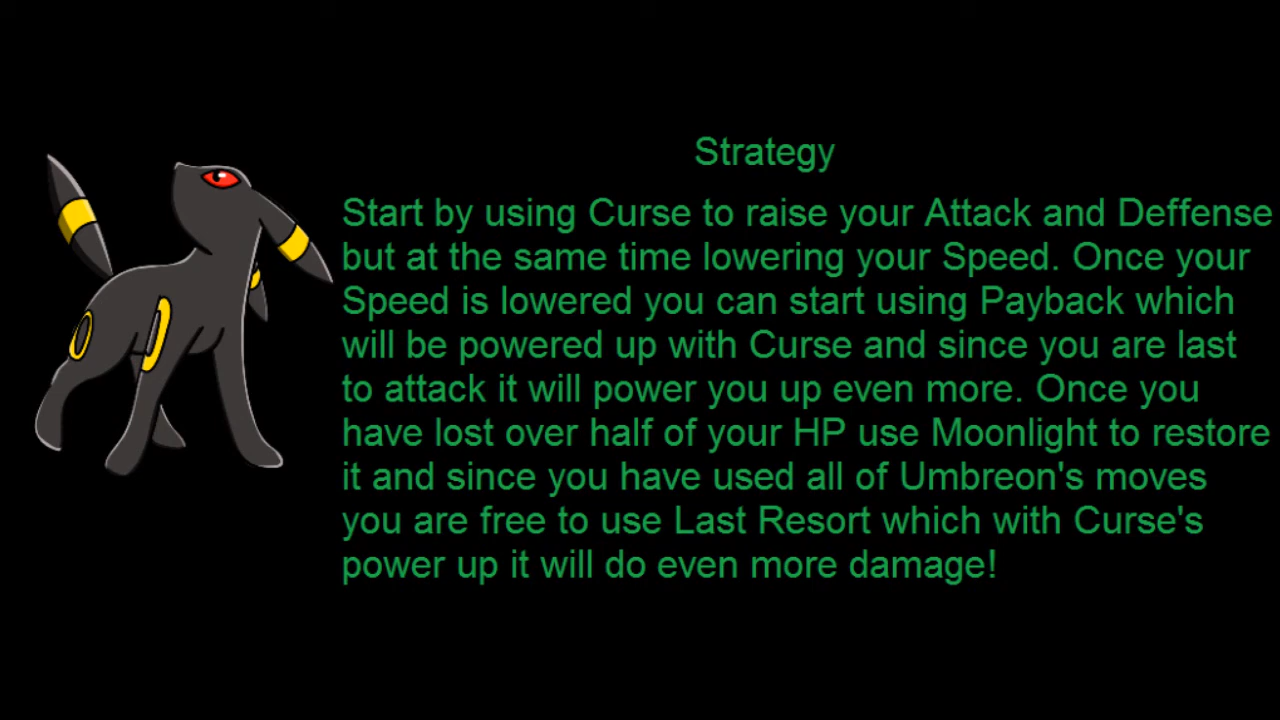 Strategy
Start by using Curse to raise your Attack and Deffense
but at the same time lowering your Speed. Once your
Speed is lowered you can start using Payback which
will be powered up with Curse and since you are last
to attack it will power you up even more. Once you
have lost over half of your HP use Moonlight to restore
it and since you have used all of Umbreon's moves
you are free to use Last Resort which with Curse's
power up it will do even more damage!